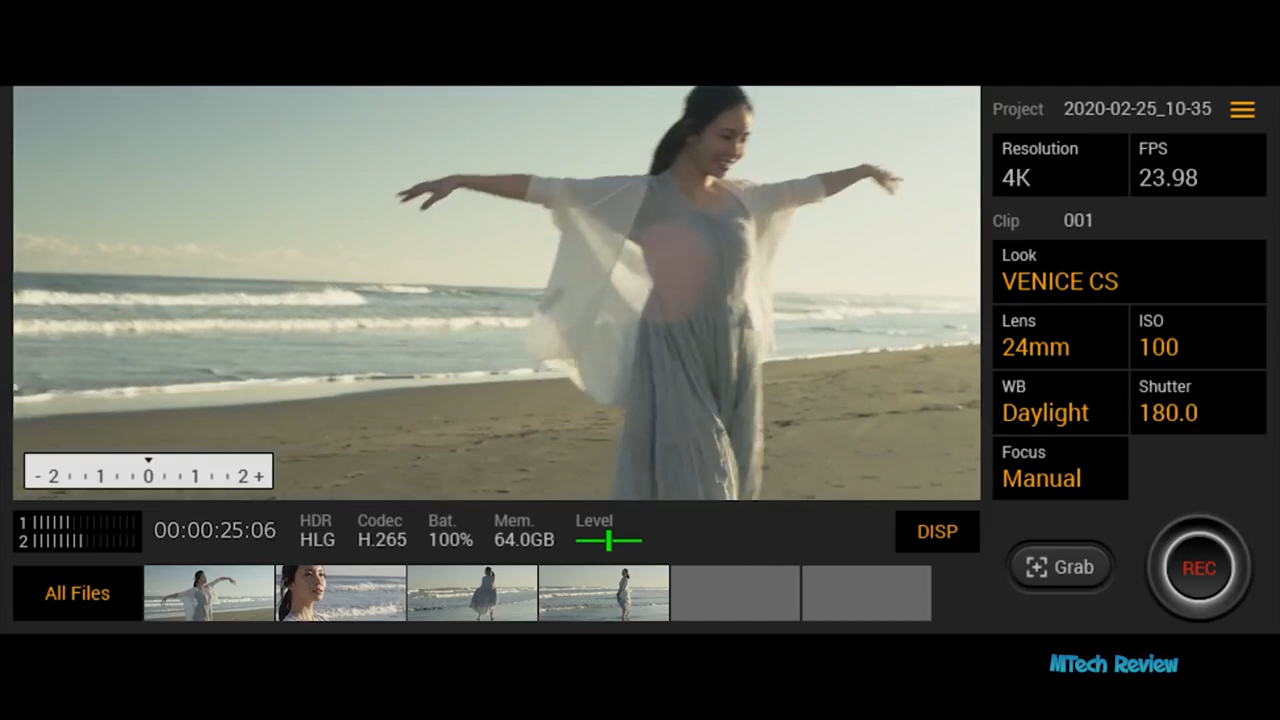 Project 2020-02-25_10-35
Resolution FPS
4K 23.98
Clip 001
Look
VENICE CS
Lens ISO
24mm 100
WB Shutter
Daylight 180.0
Focus
Manual
- 2 1 0 1 2 +
1
2
00:00:25:06
HDR Codec Bat. Mem. Level
HLG H.265 100% 64.0GB
DISP
Grab
REC
All Files
MTech Review